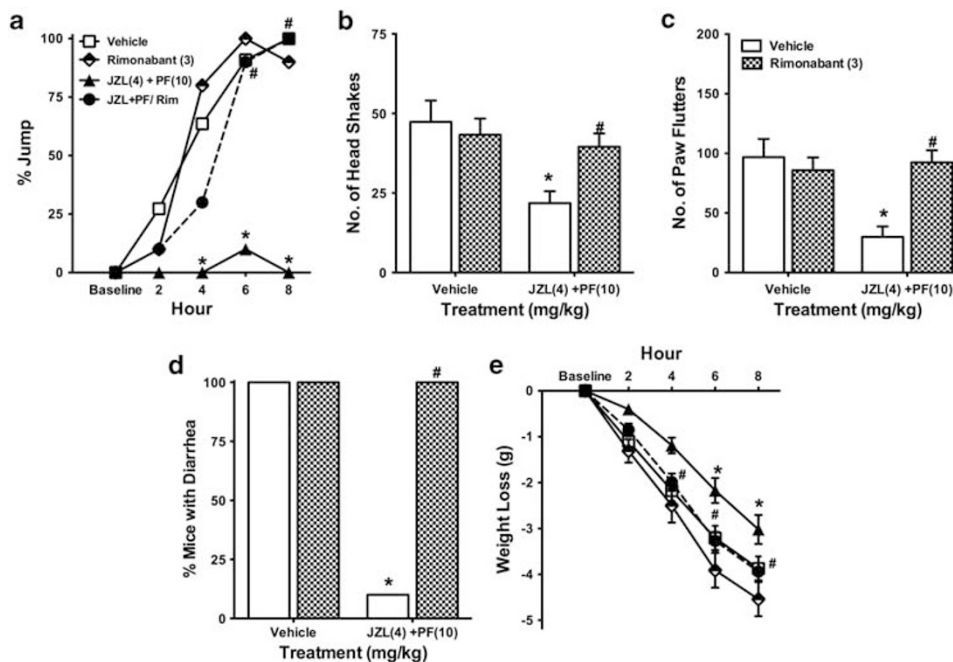 a
% Jump
100
75
50
25
0
Vehicle
Rimonabant (3)
JZL(4) + PF(10)
JZL+PF/ Rim
#
#
*
*
*
Baseline 2 4 6 8
Hour
b
No. of Head Shakes
75
50
25
0
*
#
Vehicle JZL(4) +PF(10)
Treatment (mg/kg)
c
No. of Paw Flutters
200
150
100
50
0
Vehicle
Rimonabant (3)
*
#
Vehicle JZL(4) +PF(10)
Treatment (mg/kg)
d
% Mice with Diarrhea
100
75
50
25
0
*
#
Vehicle JZL(4) +PF(10)
Treatment (mg/kg)
e
Hour
Baseline 2 4 6 8
Weight Loss (g)
0
-1
-2
-3
-4
-5
#
*
#
*
#